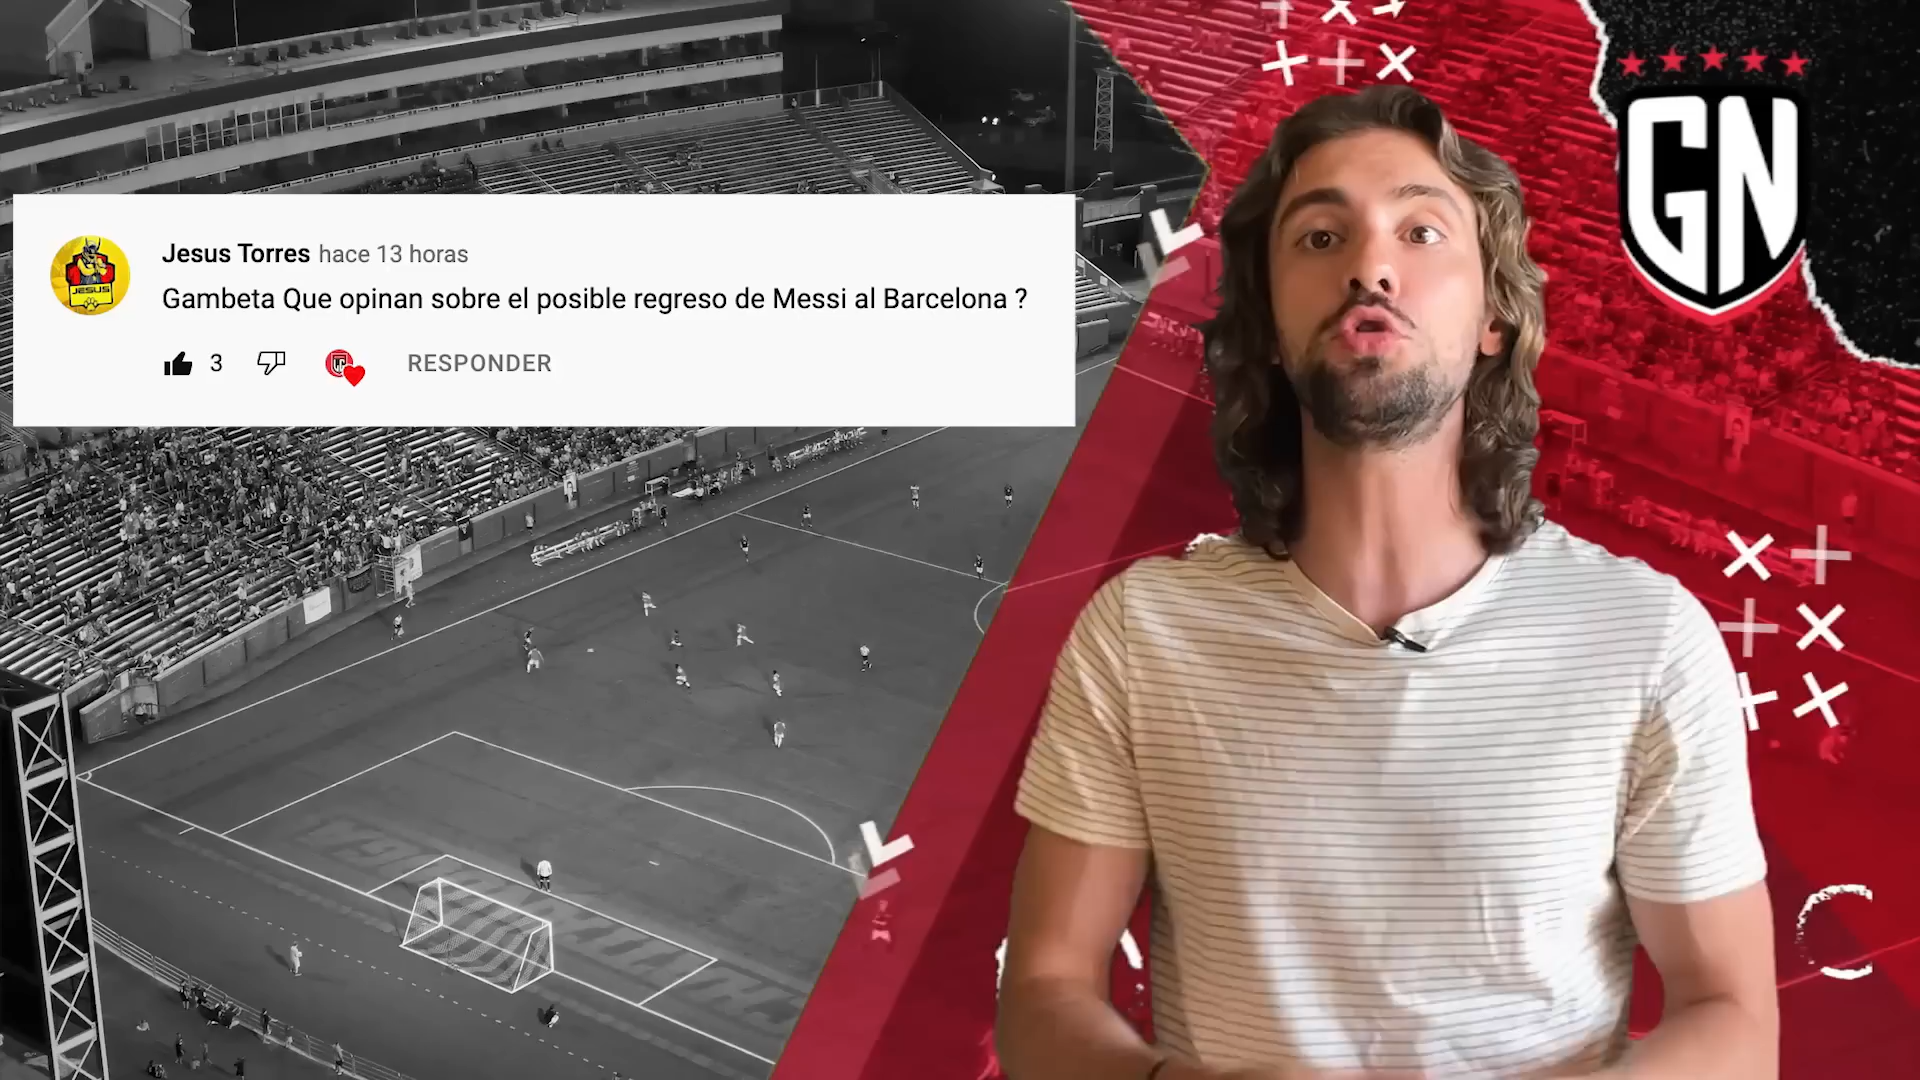 Jesus Torres hace 13 horas
Gambeta Que opinan sobre el posible regreso de Messi al Barcelona ?
3
RESPONDER
GN
JESUS